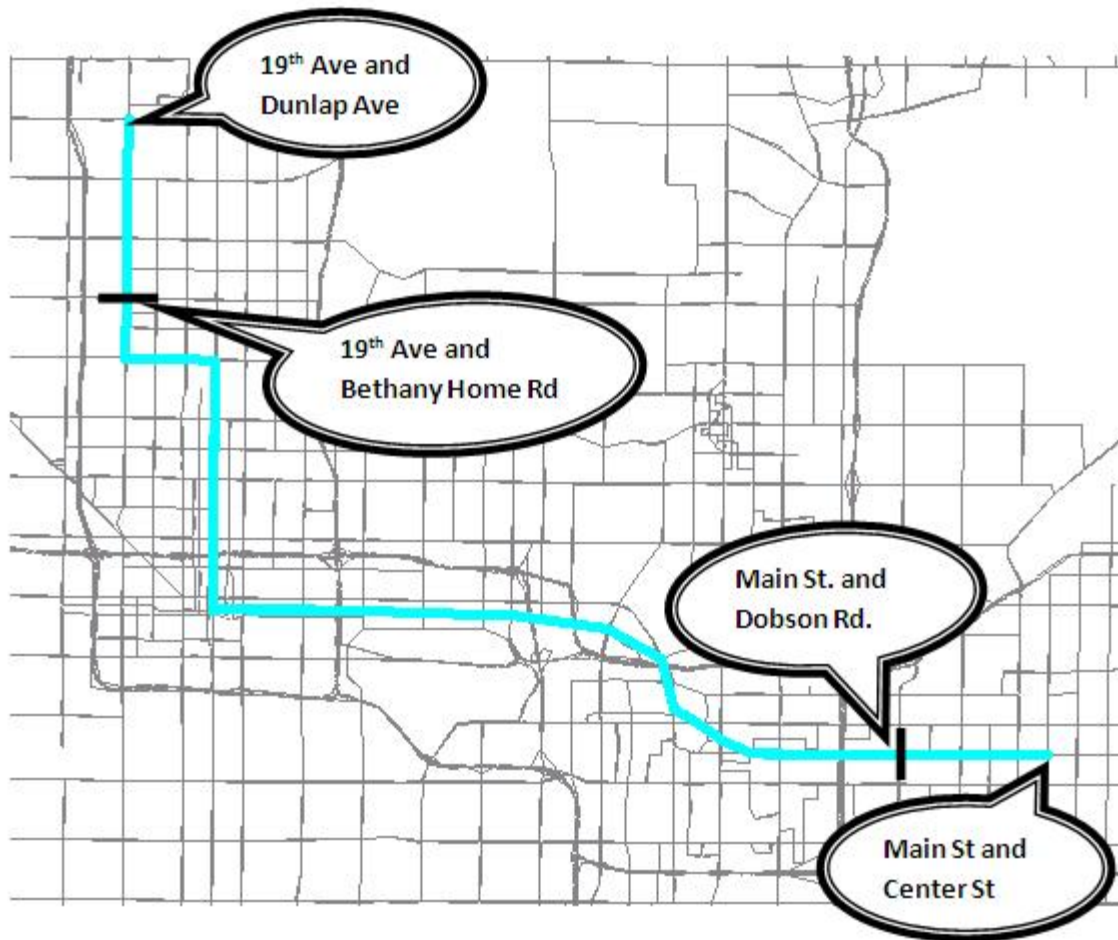 19th Ave and
Dunlap Ave
19th Ave and
Bethany Home Rd
Main St. and
Dobson Rd.
Main St and
Center St